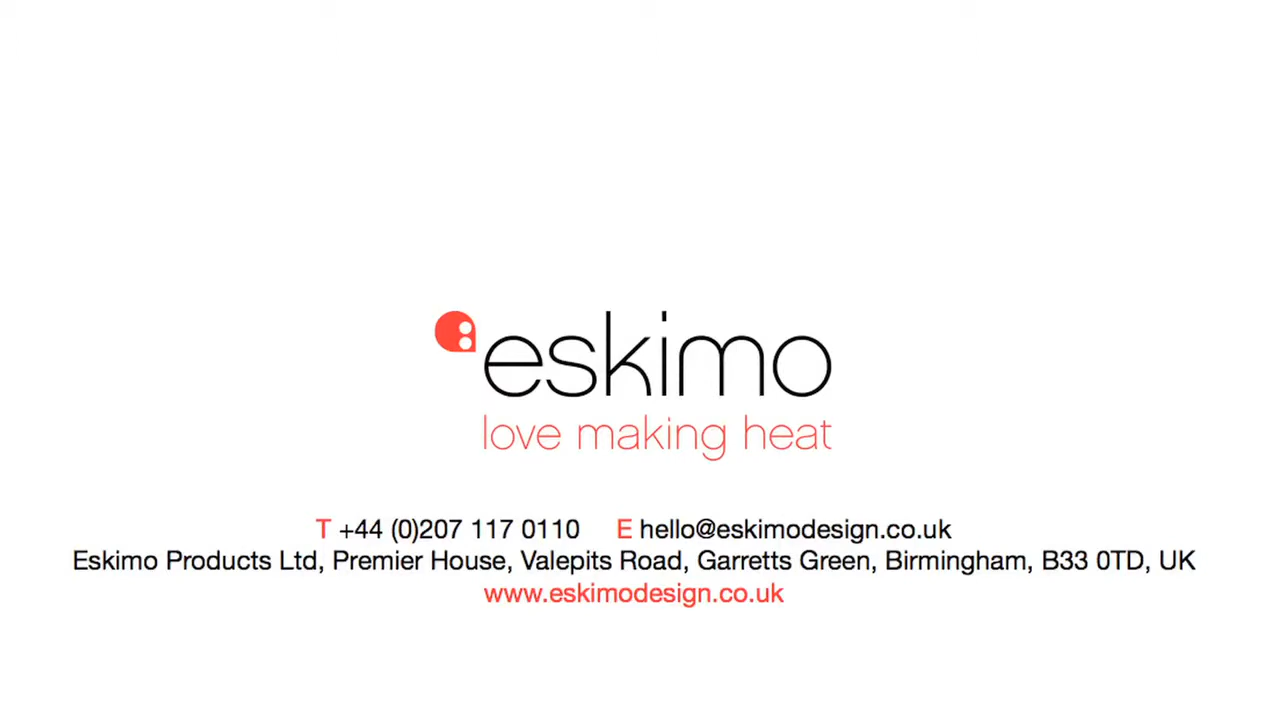 eskimo
love making heat
T +44 (0)207 117 0110 E hello@eskimodesign.co.uk
Eskimo Products Ltd, Premier House, Valepits Road, Garretts Green, Birmingham, B33 0TD, UK
www.eskimodesign.co.uk